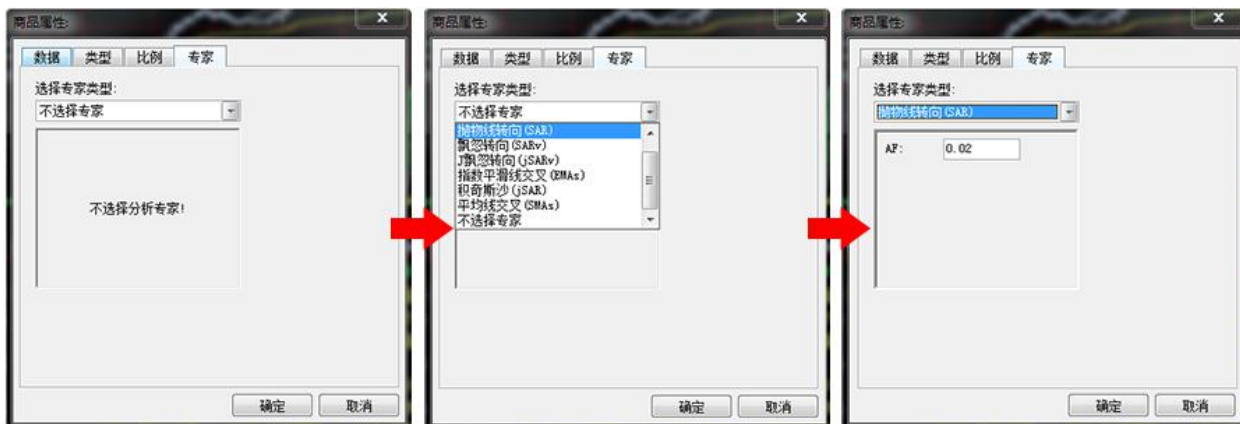 商品属性:
数据 类型 比例 专家
选择专家类型:
不选择专家
不选择分析专家!
确定 取消
商品属性:
数据 类型 比例 专家
选择专家类型:
不选择专家
抛物线转向(SAR)
飘忽转向(SARv)
J飘忽转向(jSARv)
指数平滑线交叉(EMAs)
积奇斯沙(jSAR)
平均线交叉(SMAs)
不选择专家
确定 取消
商品属性:
数据 类型 比例 专家
选择专家类型:
抛物线转向(SAR)
AF: 0.02
确定 取消